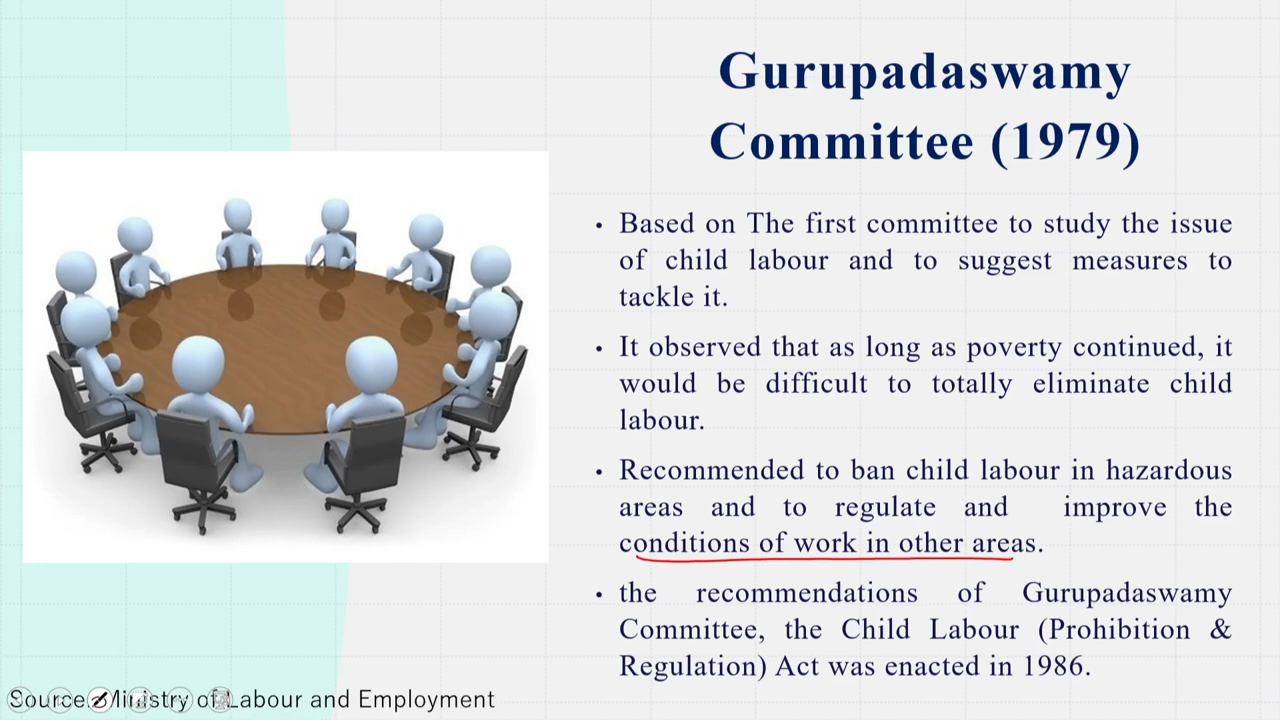 Gurupadaswamy
Committee (1979)
• Based on The first committee to study the issue
of child labour and to suggest measures to
tackle it.
• It observed that as long as poverty continued, it
would be difficult to totally eliminate child
labour.
• Recommended to ban child labour in hazardous
areas and to regulate and improve the
conditions of work in other areas.
• the recommendations of Gurupadaswamy
Committee, the Child Labour (Prohibition &
Regulation) Act was enacted in 1986.
Source: Ministry of Labour and Employment